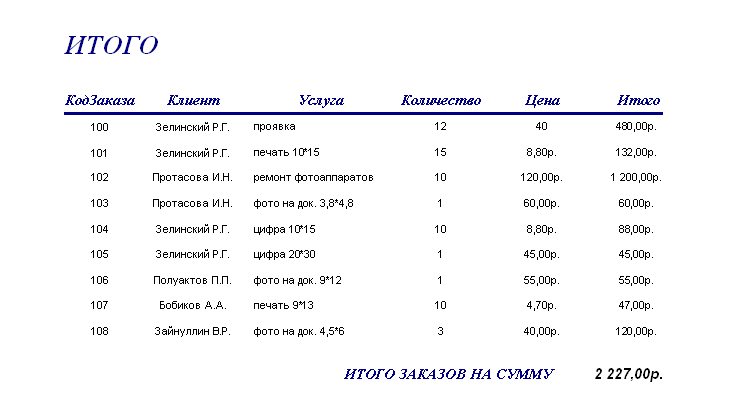 ИТОГО
КодЗаказа Клиент Услуга Количество Цена Итого
100 Зелинский Р.Г. проявка 12 40 480,00р.
101 Зелинский Р.Г. печать 10*15 15 8,80р. 132,00р.
102 Протасова И.Н. ремонт фотоаппаратов 10 120,00р. 1 200,00р.
103 Протасова И.Н. фото на док. 3,8*4,8 1 60,00р. 60,00р.
104 Зелинский Р.Г. цифра 10*15 10 8,80р. 88,00р.
105 Зелинский Р.Г. цифра 20*30 1 45,00р. 45,00р.
106 Полуактов П.П. фото на док. 9*12 1 55,00р. 55,00р.
107 Бобиков А.А. печать 9*13 10 4,70р. 47,00р.
108 Зайнуллин В.Р. фото на док. 4,5*6 3 40,00р. 120,00р.
ИТОГО ЗАКАЗОВ НА СУММУ 2 227,00р.